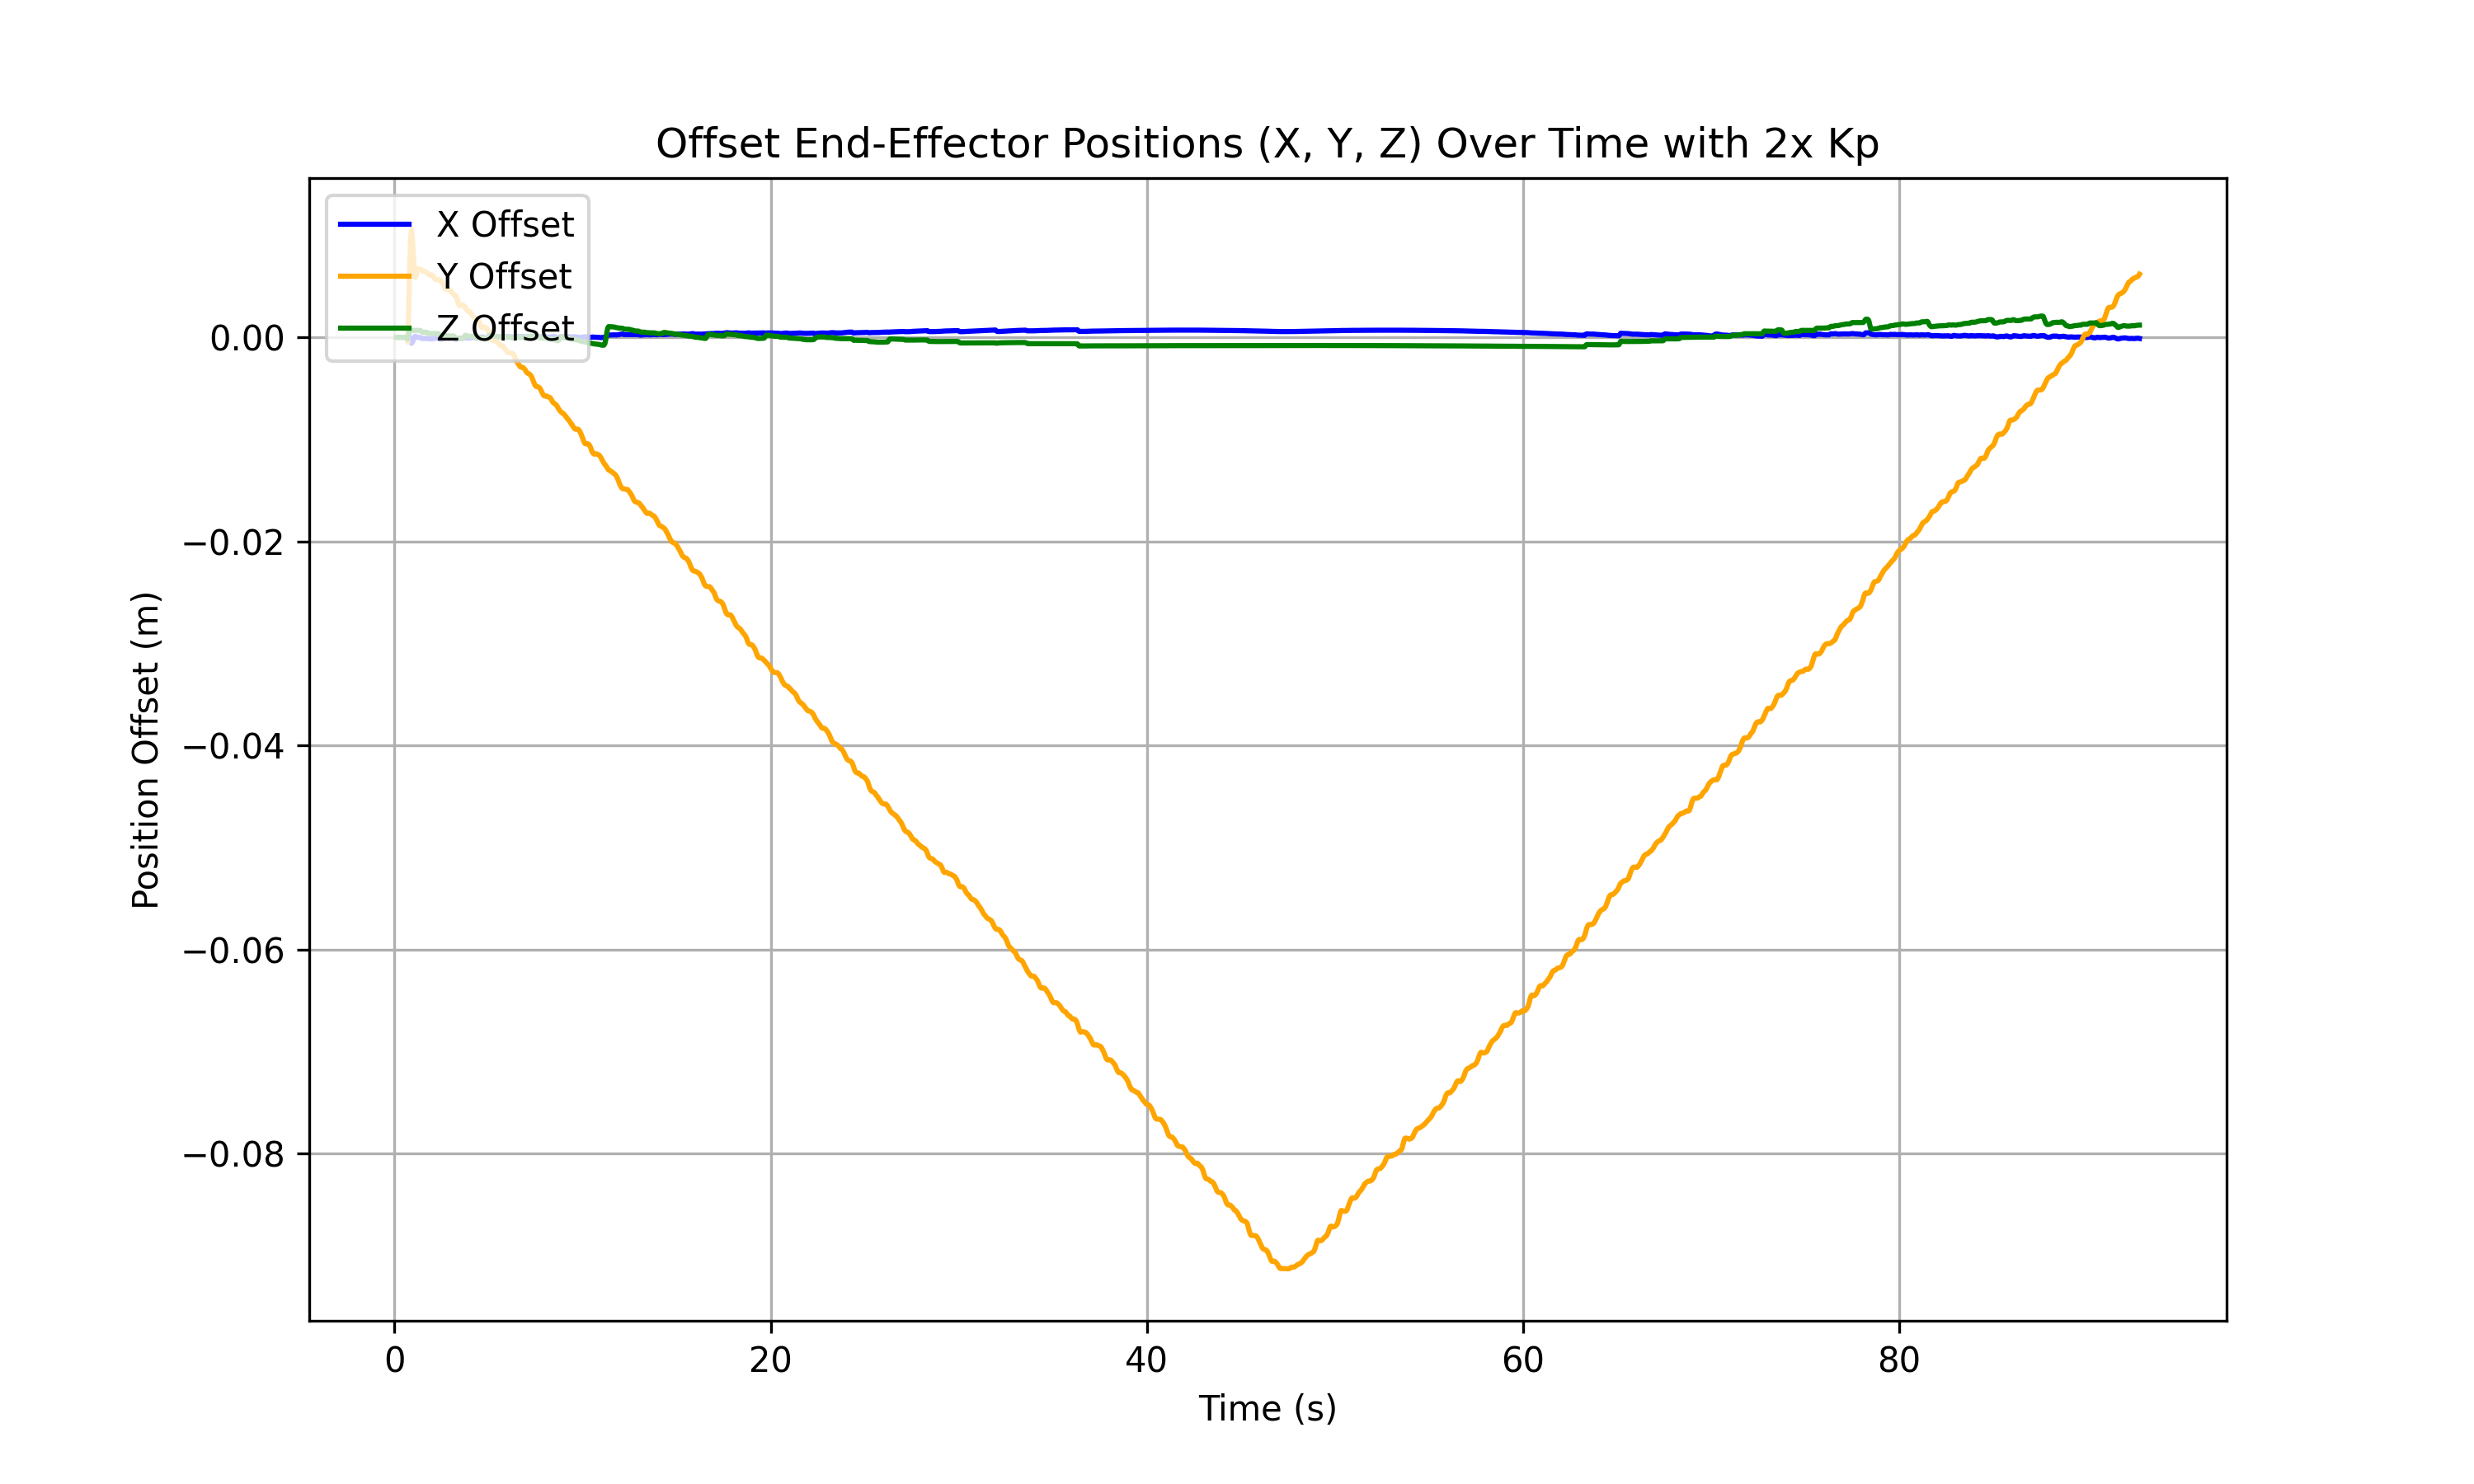 Offset End-Effector Positions (X, Y, Z) Over Time with 2x Kp
X Offset
Y Offset
Z Offset
0.00
−0.02
−0.04
−0.06
−0.08
Position Offset (m)
0 20 40 60 80
Time (s)